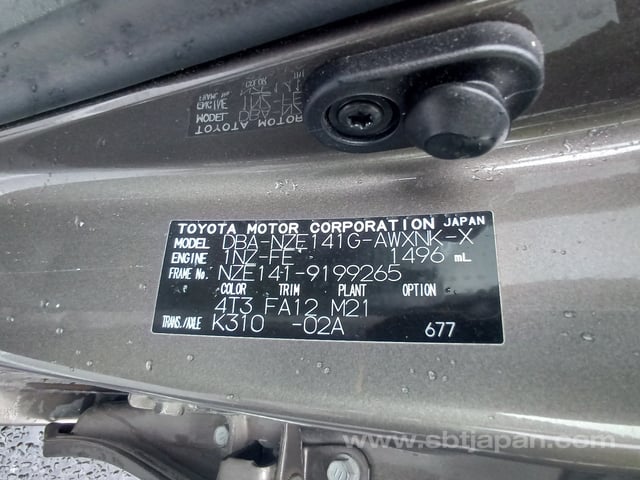 TOYOTA MOTOR CORPORATION JAPAN
MODEL DBA-NZE141G-AWXNK-X
ENGINE 1NZ-FE 1496 mL
FRAME No. NZE141-9199265
COLOR TRIM PLANT OPTION
4T3 FA12 M21
TRANS./AXLE K310 -02A 677
www.sbtjapan.com